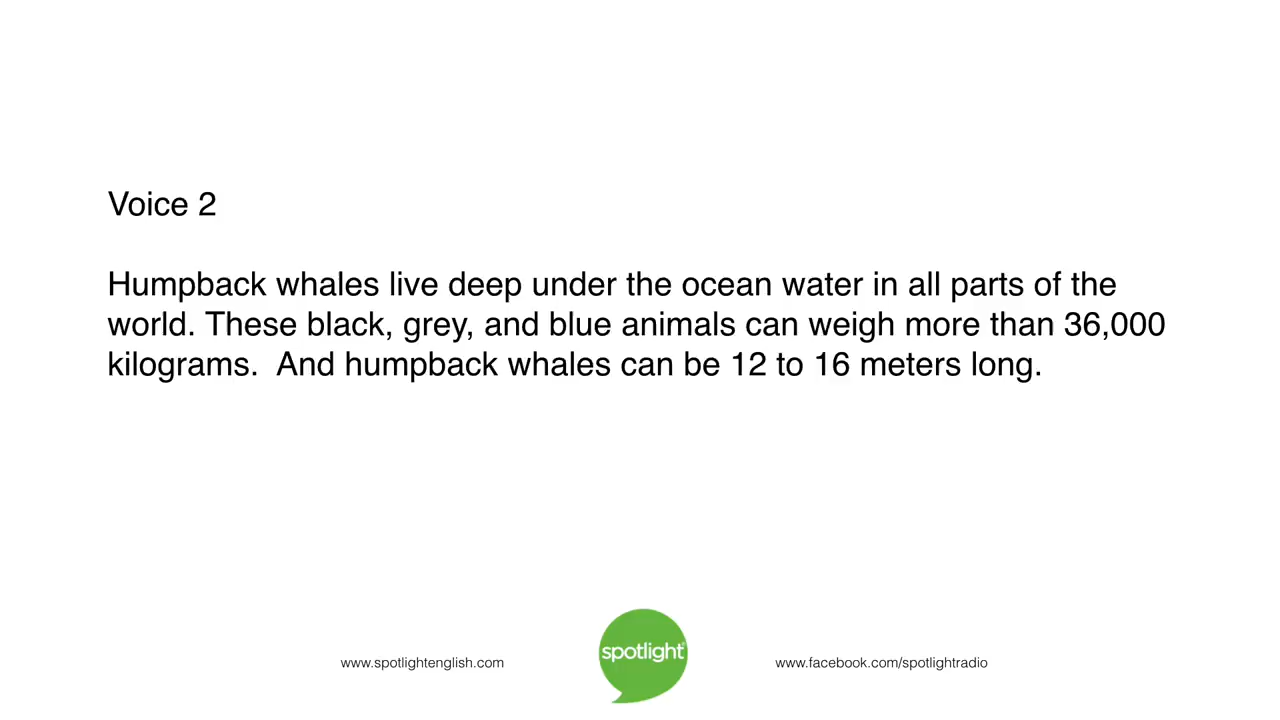 Voice 2
Humpback whales live deep under the ocean water in all parts of the
world. These black, grey, and blue animals can weigh more than 36,000
kilograms.  And humpback whales can be 12 to 16 meters long.
www.spotlightenglish.com
spotlight
www.facebook.com/spotlightradio